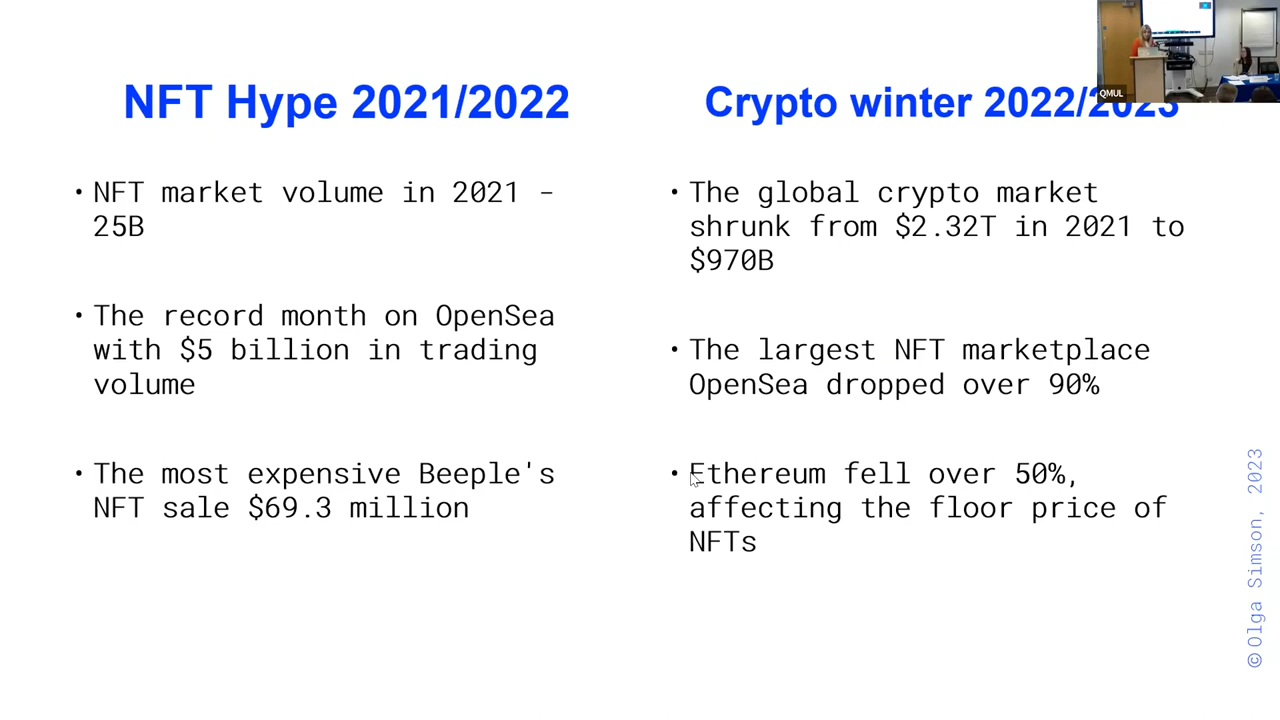 NFT Hype 2021/2022
• NFT market volume in 2021 -
25B
• The record month on OpenSea
with $5 billion in trading
volume
• The most expensive Beeple's
NFT sale $69.3 million
Crypto winter 2022/2023
• The global crypto market
shrunk from $2.32T in 2021 to
$970B
• The largest NFT marketplace
OpenSea dropped over 90%
• Ethereum fell over 50%,
affecting the floor price of
NFTs
QMUL
© Olga Simson, 2023